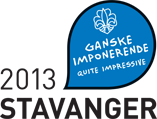 GANSKE
IMPONERENDE
QUITE IMPRESSIVE
2013
STAVANGER